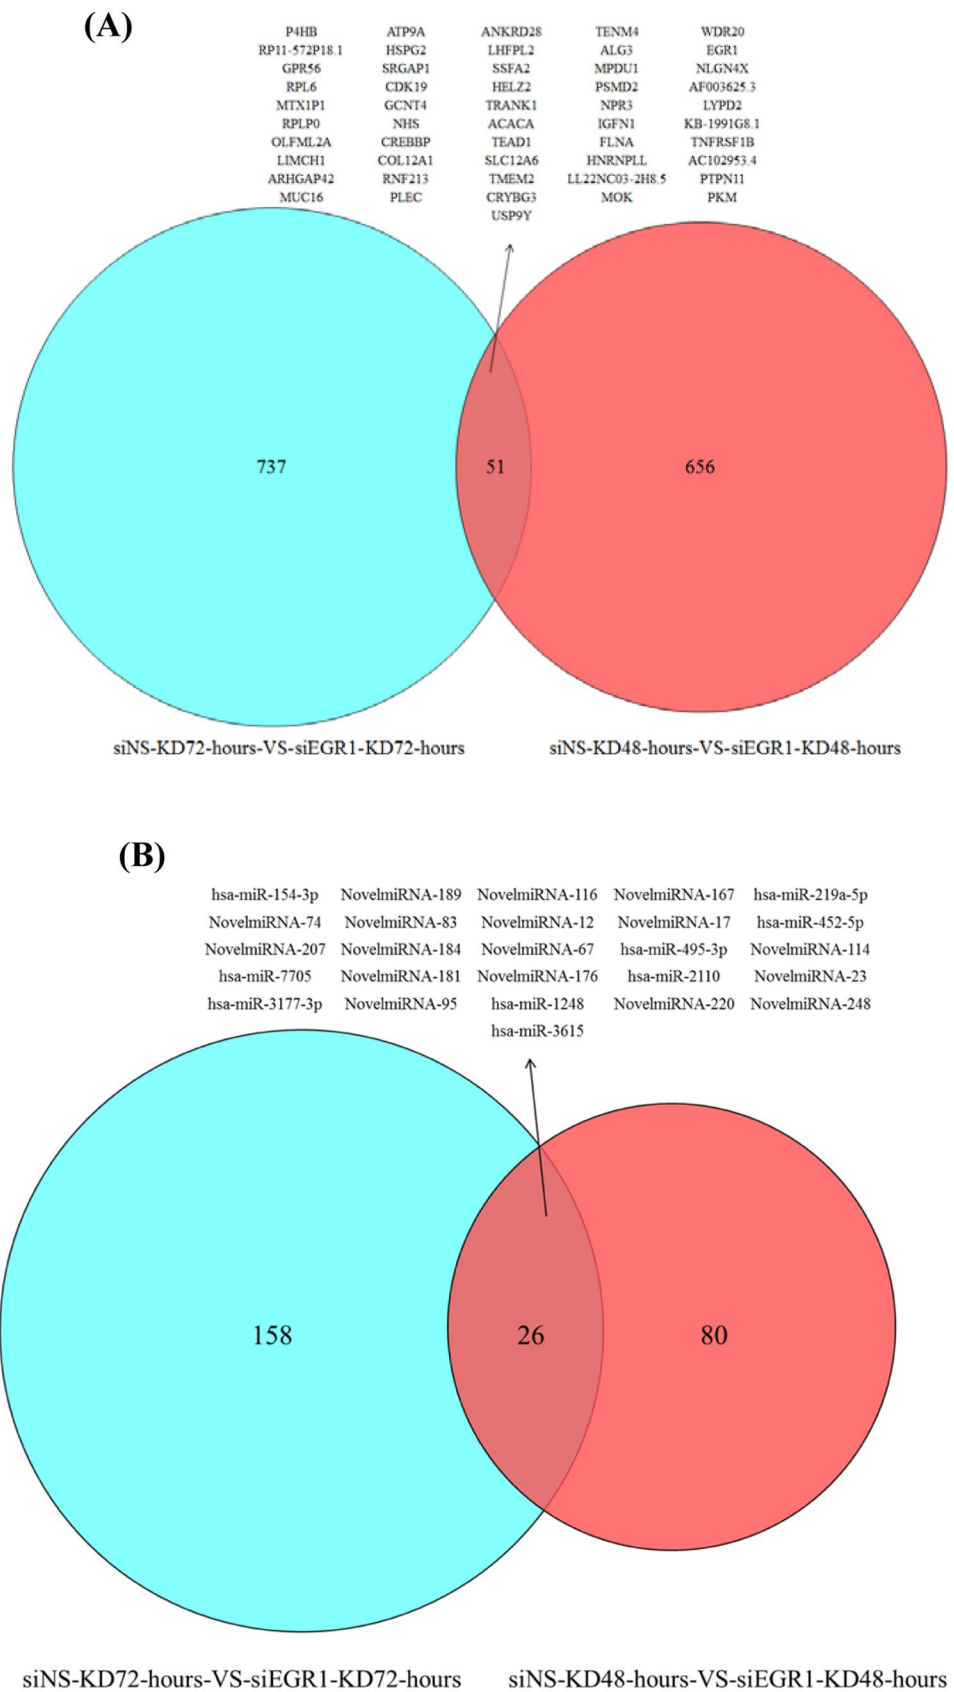 (A)
P4HB ATP9A ANKRD28 TENM4 WDR20
RP11-572P18.1 HSPG2 LHFPL2 ALG3 EGR1
GPR56 SRGAP1 SSFA2 MPDU1 NLGN4X
RPL6 CDK19 HELZ2 PSMD2 AF003625.3
MTX1P1 GCNT4 TRANK1 NPR3 LYPD2
RPLP0 NHS ACACA IGFN1 KB-1991G8.1
OLFML2A CREBBP TEAD1 FLNA TNFRSF1B
LIMCH1 COL12A1 SLC12A6 HNRNPLL AC102953.4
ARHGAP42 RNF213 TMEM2 LL22NC03-2H8.5 PTPN11
MUC16 PLEC CRYBG3 MOK PKM
USP9Y
737 51 656
siNS-KD72-hours-VS-siEGR1-KD72-hours siNS-KD48-hours-VS-siEGR1-KD48-hours
(B)
hsa-miR-154-3p NovelmiRNA-189 NovelmiRNA-116 NovelmiRNA-167 hsa-miR-219a-5p
NovelmiRNA-74 NovelmiRNA-83 NovelmiRNA-12 NovelmiRNA-17 hsa-miR-452-5p
NovelmiRNA-207 NovelmiRNA-184 NovelmiRNA-67 hsa-miR-495-3p NovelmiRNA-114
hsa-miR-7705 NovelmiRNA-181 NovelmiRNA-176 hsa-miR-2110 NovelmiRNA-23
hsa-miR-3177-3p NovelmiRNA-95 hsa-miR-1248 NovelmiRNA-220 NovelmiRNA-248
hsa-miR-3615
158 26 80
siNS-KD72-hours-VS-siEGR1-KD72-hours siNS-KD48-hours-VS-siEGR1-KD48-hours